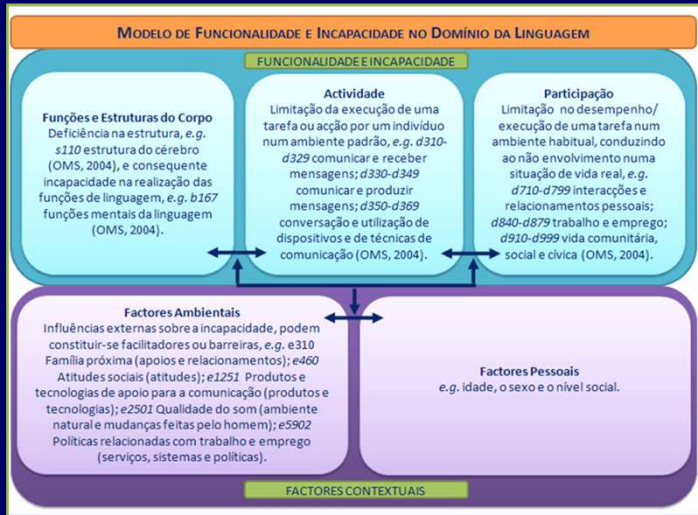 MODELO DE FUNCIONALIDADE E INCAPACIDADE NO DOMÍNIO DA LINGUAGEM
FUNCIONALIDADE E INCAPACIDADE
Funções e Estruturas do Corpo
Deficiência na estrutura, e.g.
s110 estrutura do cérebro
(OMS, 2004), e consequente
incapacidade na realização das
funções de linguagem, e.g. b167
funções mentais da linguagem
(OMS, 2004).
Actividade
Limitação da execução de uma
tarefa ou acção por um indivíduo
num ambiente padrão, e.g. d310-
d329 comunicar e receber
mensagens; d330-d349
comunicar e produzir
mensagens; d350-d369
conversação e utilização de
dispositivos e de técnicas de
comunicação (OMS, 2004).
Participação
Limitação no desempenho/
execução de uma tarefa num
ambiente habitual, conduzindo
ao não envolvimento numa
situação de vida real, e.g.
d710-d799 interacções e
relacionamentos pessoais;
d840-d879 trabalho e emprego;
d910-d999 vida comunitária,
social e cívica (OMS, 2004).
Factores Ambientais
Influências externas sobre a incapacidade, podem
constituir-se facilitadores ou barreiras, e.g. e310
Família próxima (apoios e relacionamentos); e460
Atitudes sociais (atitudes); e1251 Produtos e
tecnologias de apoio para a comunicação (produtos e
tecnologias); e2501 Qualidade do som (ambiente
natural e mudanças feitas pelo homem); e5902
Políticas relacionadas com trabalho e emprego
(serviços, sistemas e políticas).
Factores Pessoais
e.g. idade, o sexo e o nível social.
FACTORES CONTEXTUAIS